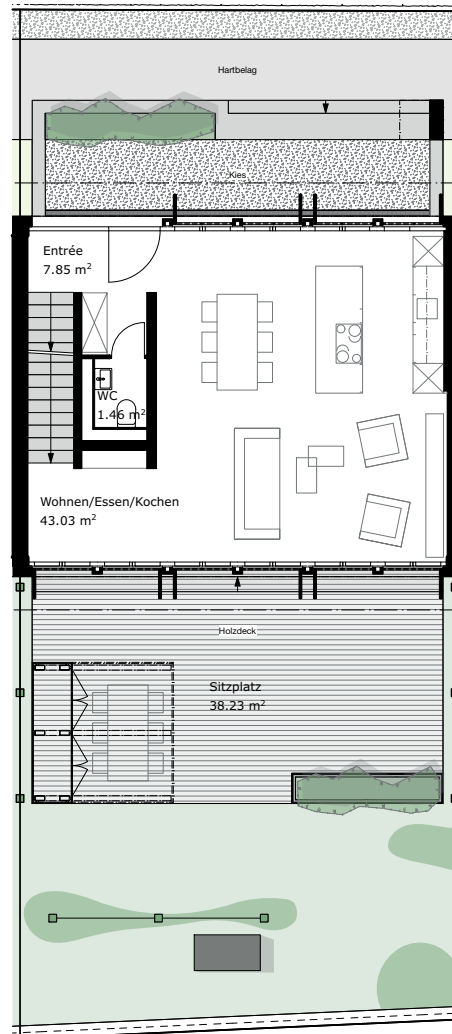 Hartbelag
Kies
Entrée
7.85 m²
WC
1.46 m²
Wohnen/Essen/Kochen
43.03 m²
Holzdeck
Sitzplatz
38.23 m²